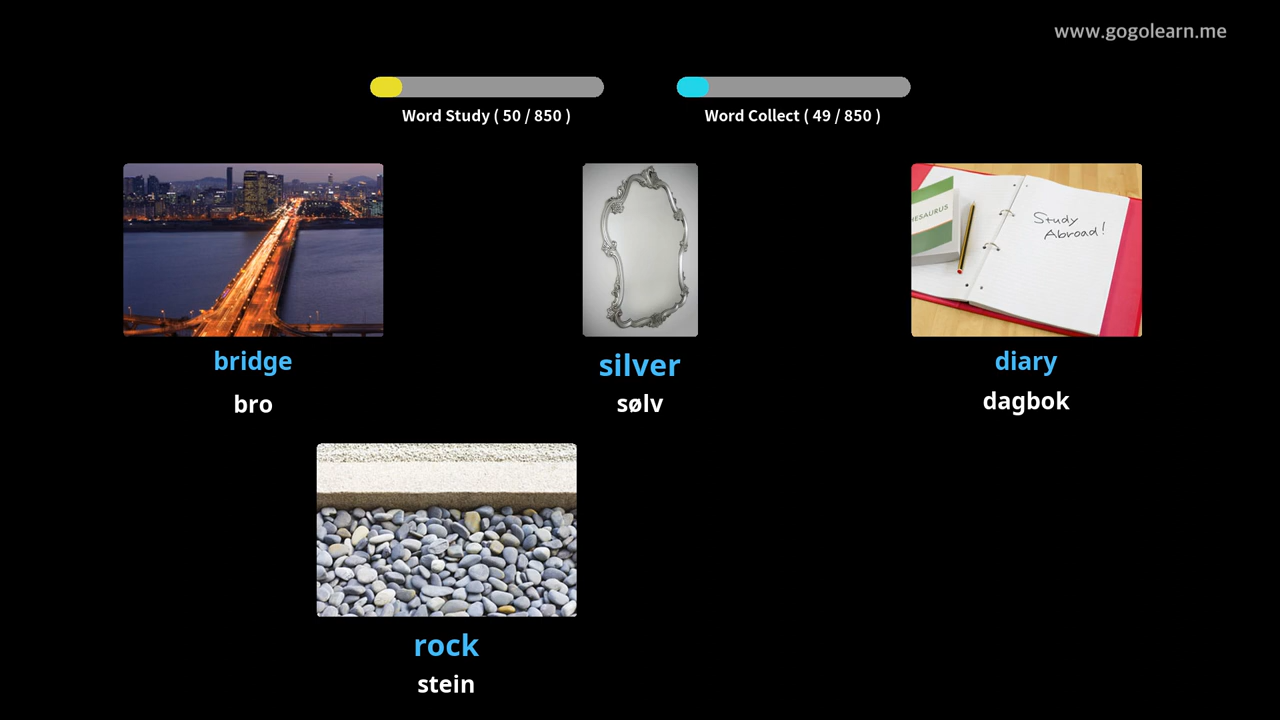 www.gogolearn.me
Word Study ( 50 / 850 )
Word Collect ( 49 / 850 )
ESAURUS
Study
Abroad!
bridge
silver
diary
bro
sølv
dagbok
rock
stein